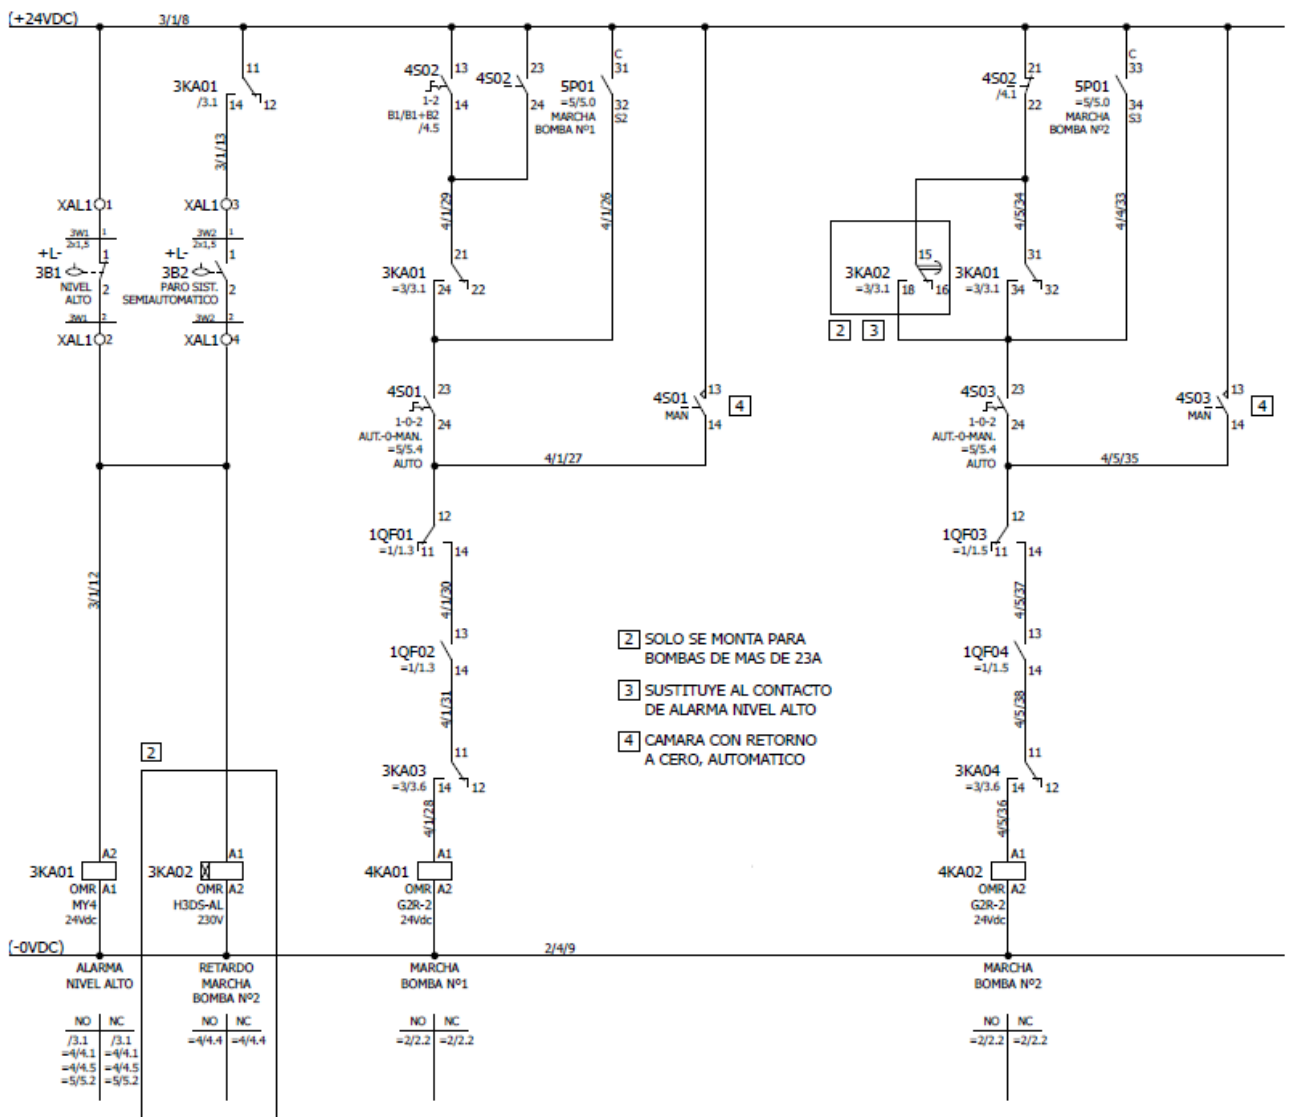 (+24VDC)
3/1/8
3KA01
/3.1
11
14
12
3/1/13
XAL1
1
XAL1
3
3W1
2x1,5
1
3W2
2x1,5
1
+L-
3B1
1
2
NIVEL
ALTO
+L-
3B2
1
2
PARO SIST.
SEMIAUTOMATICO
3W1
2
3W2
2
XAL1
2
XAL1
4
3/1/12
2
3KA01
A2
A1
OMR
MY4
24Vdc
3KA02
A1
A2
OMR
H3DS-AL
230V
4S02
13
14
1-2
B1/B1+B2
/4.5
4S02
23
24
C
31
5P01
=5/5.0
32
S2
MARCHA
BOMBA Nº1
4/1/29
4/1/26
21
3KA01
=3/3.1
24
22
4S01
23
24
1-0-2
AUT.-0-MAN.
=5/5.4
AUTO
4S01
MAN
13
14
4
4/1/27
12
1QF01
=1/1.3
11
14
4/1/30
13
1QF02
=1/1.3
14
4/1/31
11
3KA03
=3/3.6
14
12
4/1/28
4KA01
A1
A2
OMR
G2R-2
24Vdc
2 SOLO SE MONTA PARA
BOMBAS DE MAS DE 23A
3 SUSTITUYE AL CONTACTO
DE ALARMA NIVEL ALTO
4 CAMARA CON RETORNO
A CERO, AUTOMATICO
4S02
/4.1
21
22
C
33
5P01
=5/5.0
34
S3
MARCHA
BOMBA Nº2
4/5/34
4/4/33
15
3KA02
=3/3.1
18
16
2
3
31
3KA01
=3/3.1
34
32
4S03
23
24
1-0-2
AUT.-0-MAN.
=5/5.4
AUTO
4S03
MAN
13
14
4
4/5/35
12
1QF03
=1/1.5
11
14
4/5/37
13
1QF04
=1/1.5
14
4/5/38
11
3KA04
=3/3.6
14
12
4/5/36
4KA02
A1
A2
OMR
G2R-2
24Vdc
(-0VDC)
2/4/9
ALARMA
NIVEL ALTO
RETARDO
MARCHA
BOMBA Nº2
MARCHA
BOMBA Nº1
MARCHA
BOMBA Nº2
NO NC
/3.1 /3.1
=4/4.1 =4/4.1
=4/4.5 =4/4.5
=5/5.2 =5/5.2
NO NC
=4/4.4 =4/4.4
NO NC
=2/2.2 =2/2.2
NO NC
=2/2.2 =2/2.2